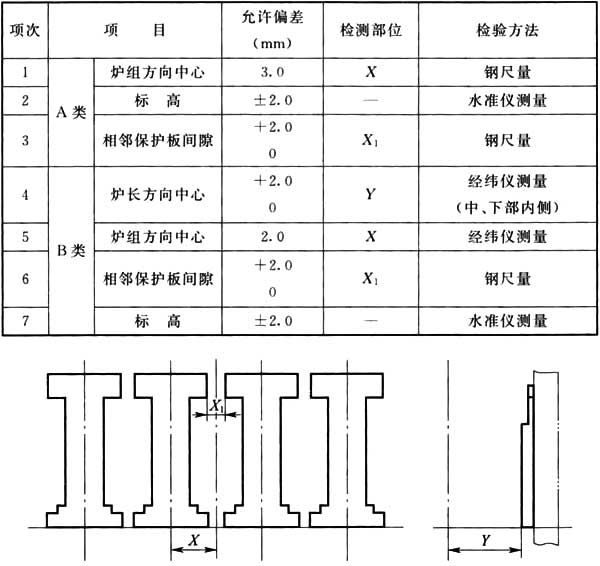 项次 项 目 允许偏差 (mm) 检测部位 检验方法
1 A类 炉组方向中心 3.0 X 钢尺量
2 标 高 ±2.0 — 水准仪测量
3 相邻保护板间隙 +2.0 0 X₁ 钢尺量
4 B类 炉长方向中心 +2.0 0 Y 经纬仪测量 (中、下部内侧)
5 炉组方向中心 2.0 X 经纬仪测量
6 相邻保护板间隙 +2.0 0 X₁ 钢尺量
7 标 高 ±2.0 — 水准仪测量
X₁
X
Y